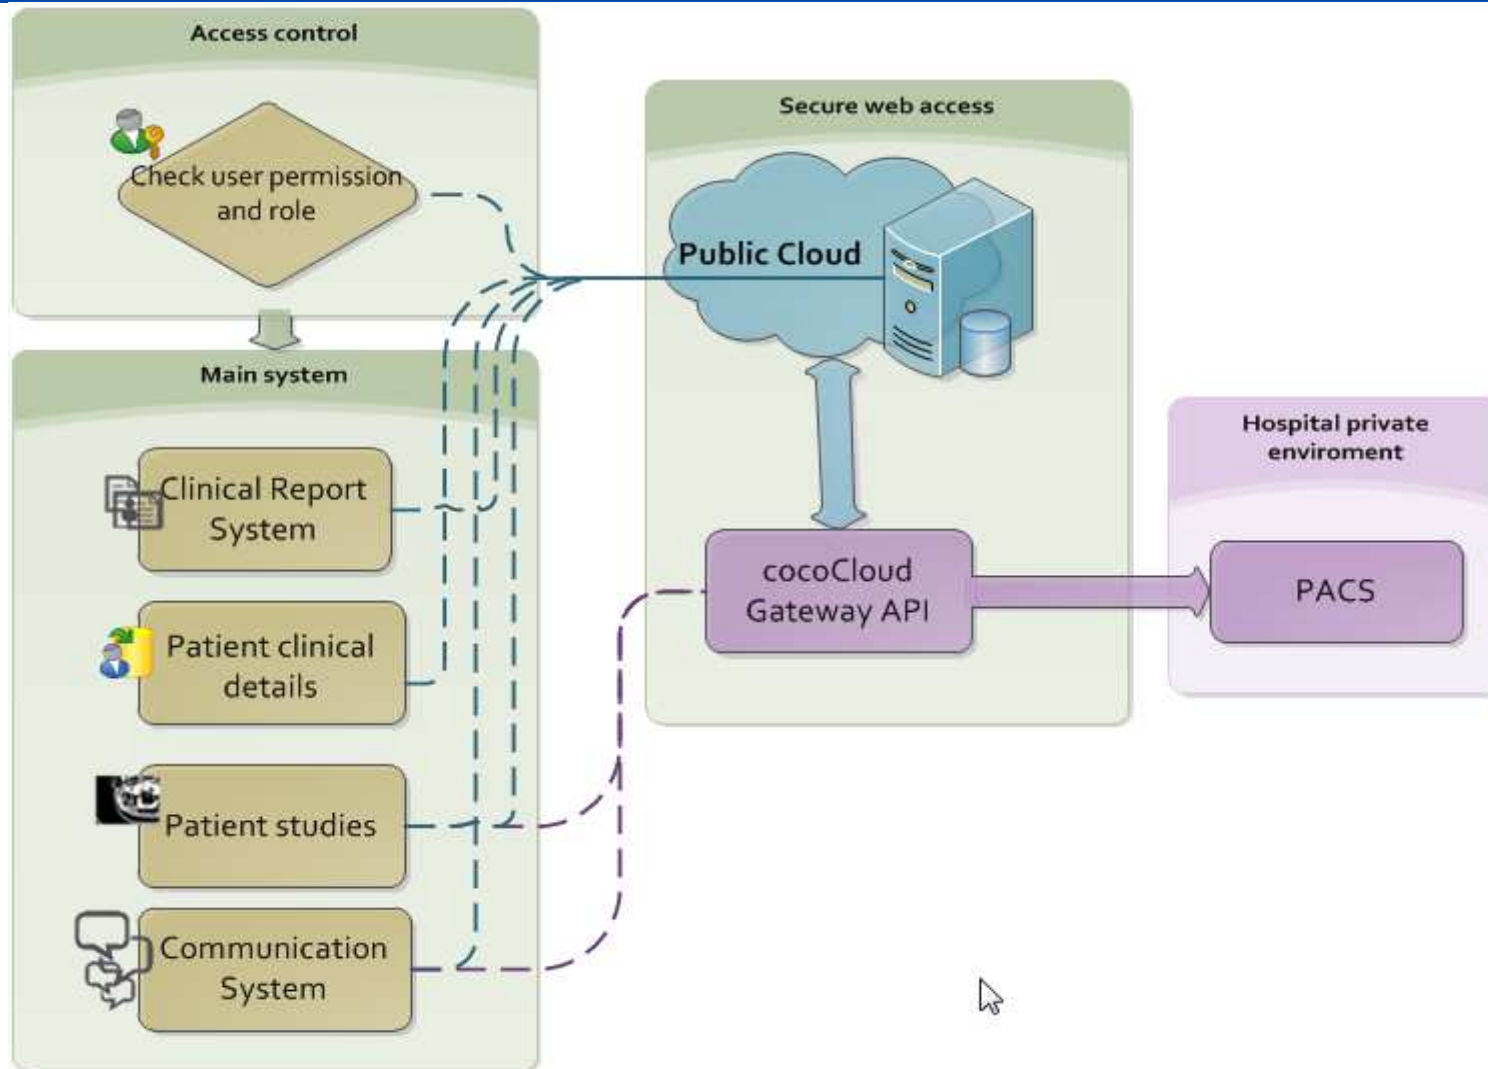 Access control
Check user permission
and role
Secure web access
Public Cloud
Main system
Clinical Report
System
Patient clinical
details
Patient studies
Communication
System
cocoCloud
Gateway API
Hospital private
enviroment
PACS